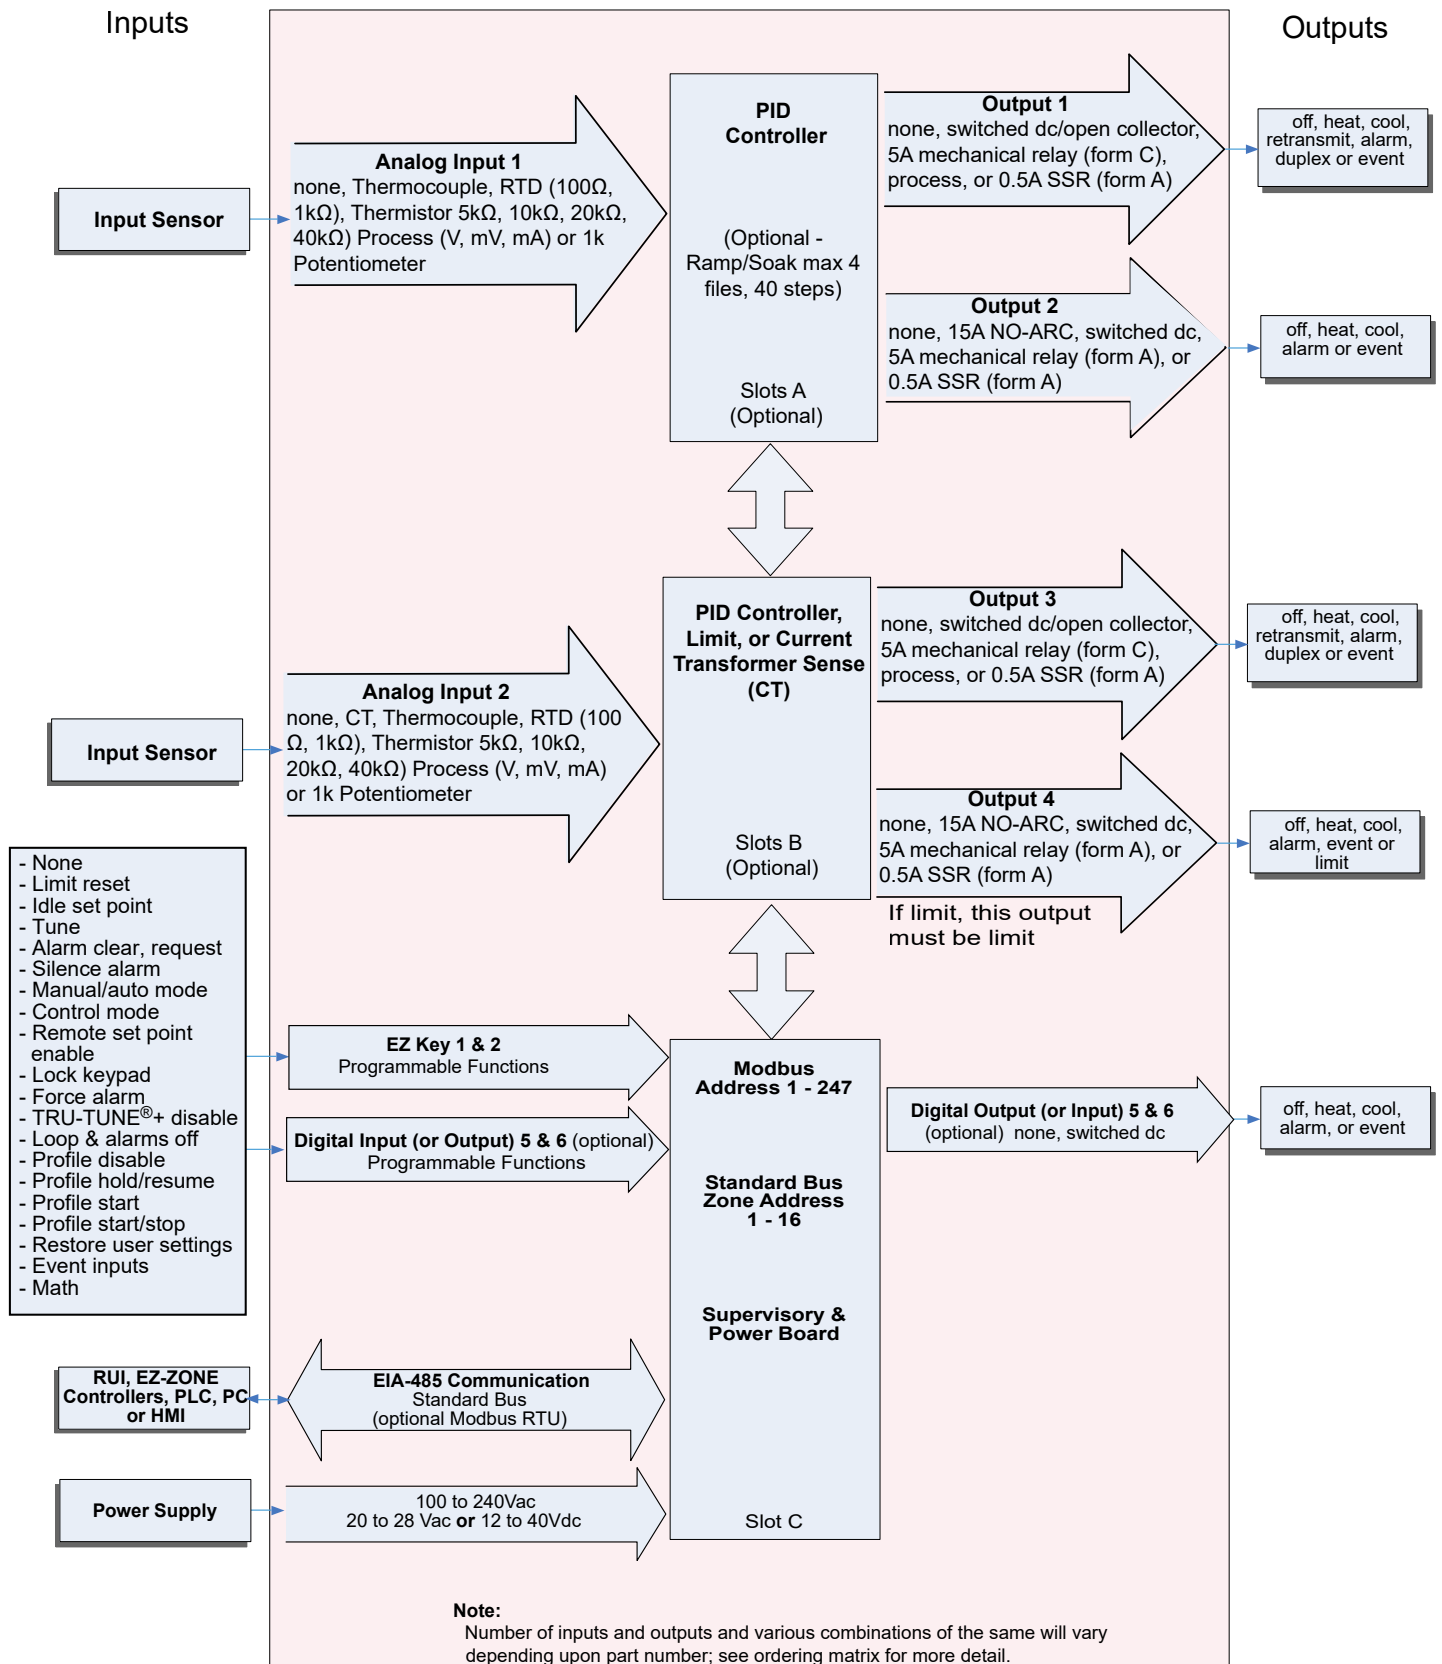 Inputs
Outputs
Input Sensor
Analog Input 1
none, Thermocouple, RTD (100Ω,
1kΩ), Thermistor 5kΩ, 10kΩ, 20kΩ,
40kΩ) Process (V, mV, mA) or 1k
Potentiometer
PID
Controller
(Optional -
Ramp/Soak max 4
files, 40 steps)
Slots A
(Optional)
Output 1
none, switched dc/open collector,
5A mechanical relay (form C),
process, or 0.5A SSR (form A)
off, heat, cool,
retransmit, alarm,
duplex or event
Output 2
none, 15A NO-ARC, switched dc,
5A mechanical relay (form A), or
0.5A SSR (form A)
off, heat, cool,
alarm or event
Input Sensor
Analog Input 2
none, CT, Thermocouple, RTD (100
Ω, 1kΩ), Thermistor 5kΩ, 10kΩ,
20kΩ, 40kΩ) Process (V, mV, mA)
or 1k Potentiometer
PID Controller,
Limit, or Current
Transformer Sense
(CT)
Slots B
(Optional)
Output 3
none, switched dc/open collector,
5A mechanical relay (form C),
process, or 0.5A SSR (form A)
off, heat, cool,
retransmit, alarm,
duplex or event
Output 4
none, 15A NO-ARC, switched dc,
5A mechanical relay (form A), or
0.5A SSR (form A)
If limit, this output
must be limit
off, heat, cool,
alarm, event or
limit
- None
- Limit reset
- Idle set point
- Tune
- Alarm clear, request
- Silence alarm
- Manual/auto mode
- Control mode
- Remote set point
enable
- Lock keypad
- Force alarm
- TRU-TUNE®+ disable
- Loop & alarms off
- Profile disable
- Profile hold/resume
- Profile start
- Profile start/stop
- Restore user settings
- Event inputs
- Math
EZ Key 1 & 2
Programmable Functions
Digital Input (or Output) 5 & 6 (optional)
Programmable Functions
Modbus
Address 1 - 247
Standard Bus
Zone Address
1 - 16
Supervisory &
Power Board
Slot C
Digital Output (or Input) 5 & 6
(optional) none, switched dc
off, heat, cool,
alarm, or event
RUI, EZ-ZONE
Controllers, PLC, PC
or HMI
EIA-485 Communication
Standard Bus
(optional Modbus RTU)
Power Supply
100 to 240Vac
20 to 28 Vac or 12 to 40Vdc
Note:
Number of inputs and outputs and various combinations of the same will vary
depending upon part number; see ordering matrix for more detail.